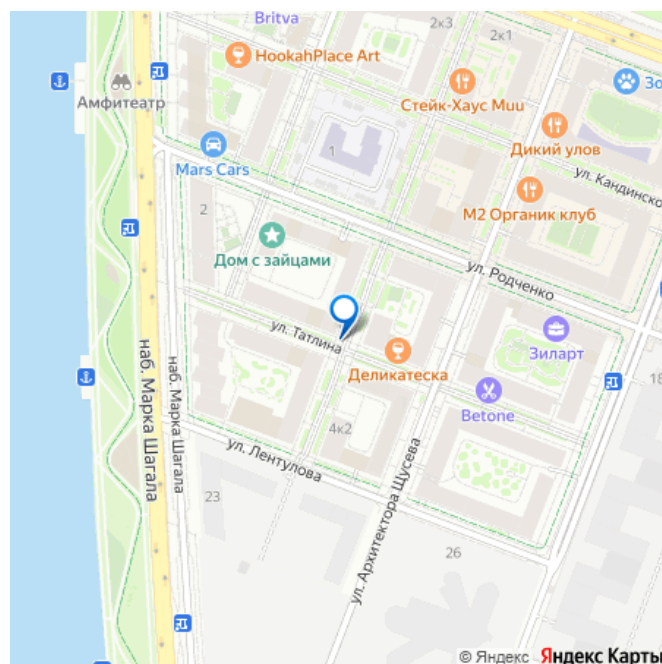 Britva
2к3
2к1
HookahPlace Art
Зо
Амфитеатр
Стейк-Хаус Muu
Дикий улов
1
Mars Cars
ул. Кандинско
М2 Органик клуб
2
Дом с зайцами
ул. Родченко
ул. Татлина
Зиларт
Деликатеска
18
Betone
наб. Марка Шагала
наб. Марка Шагала
4к2
ул. Лентулова
ул. Архитектора Щусева
23
26
© Яндекс Яндекс Карты